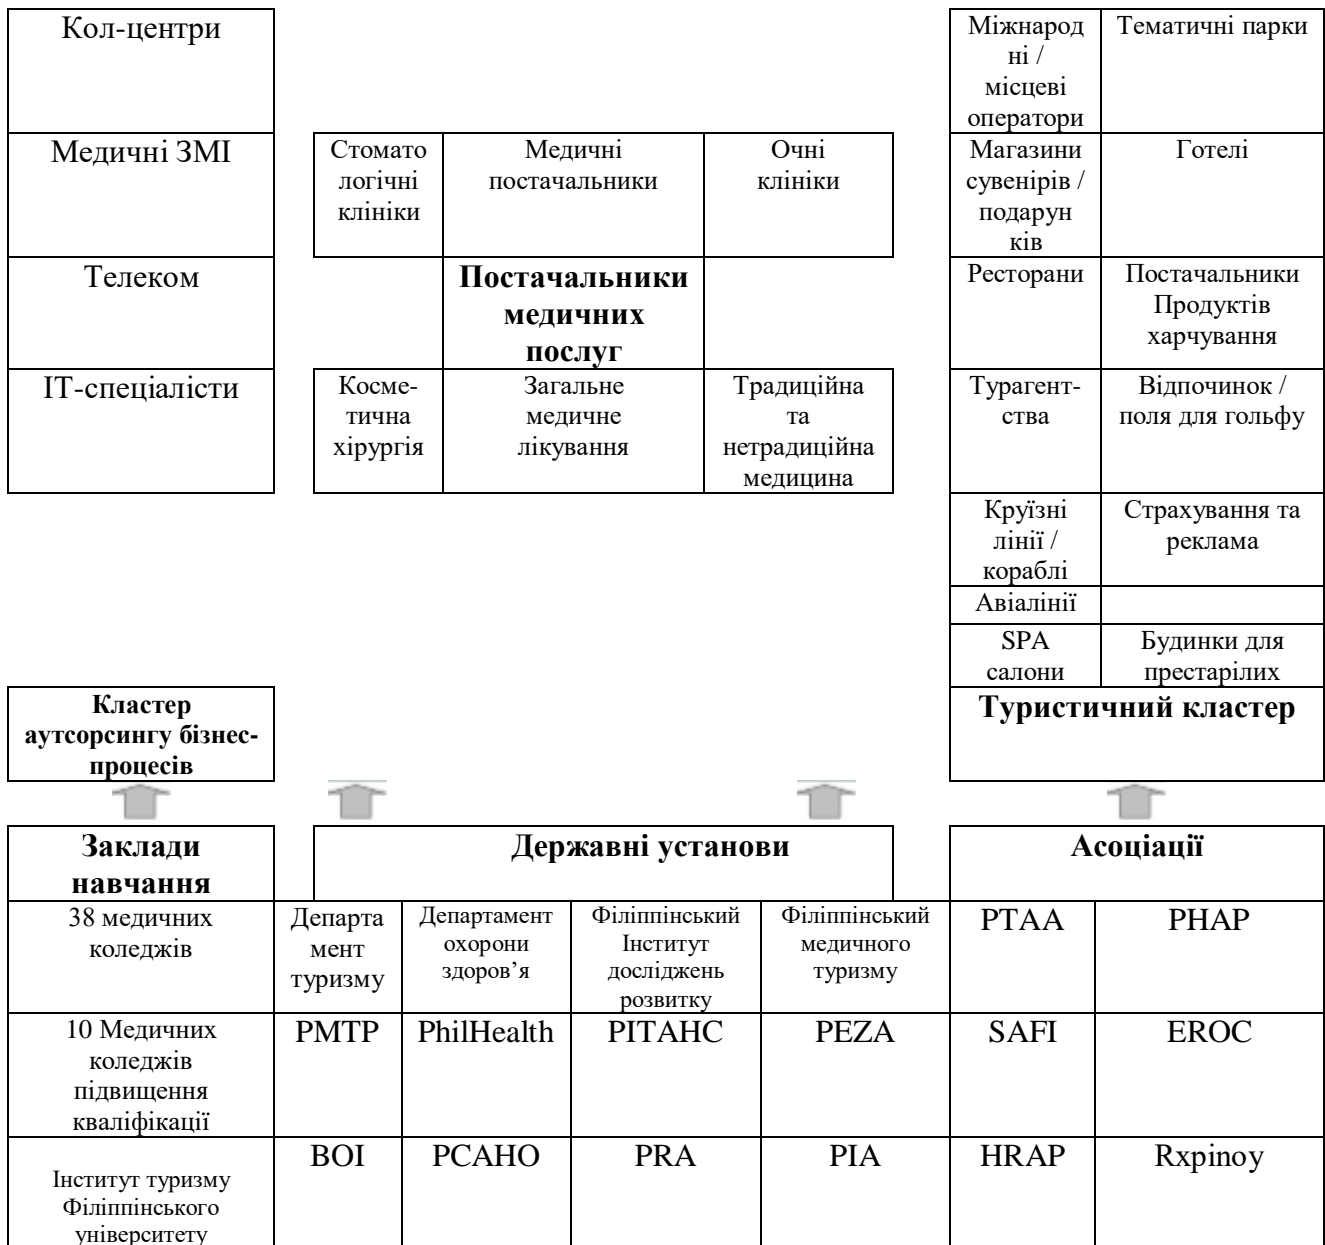 Кол-центри
Міжнарод
ні /
місцеві
оператори
Тематичні парки
Медичні ЗМІ
Стомато
логічні
клініки
Медичні
постачальники
Очні
клініки
Магазини
сувенірів /
подарун
ків
Готелі
Телеком
Постачальники
медичних
послуг
Ресторани
Постачальники
Продуктів
харчування
ІТ-спеціалісти
Косме-
тична
хірургія
Загальне
медичне
лікування
Традиційна
та
нетрадиційна
медицина
Турагент-
ства
Відпочинок /
поля для гольфу
Круїзні
лінії /
кораблі
Страхування та
реклама
Авіалінії
SPA
салони
Будинки для
престарілих
Кластер
аутсорсингу бізнес-
процесів
Туристичний кластер
Заклади
навчання
Державні установи
Асоціації
38 медичних
коледжів
Департа
мент
туризму
Департамент
охорони
здоров’я
Філіппінський
Інститут
досліджень
розвитку
Філіппінський
медичного
туризму
PTAA
PHAP
10 Медичних
коледжів
підвищення
кваліфікації
PMTP
PhilHealth
PITAHC
PEZA
SAFI
EROC
Інститут туризму
Філіппінського
університету
BOI
PCAHO
PRA
PIA
HRAP
Rxpinoy